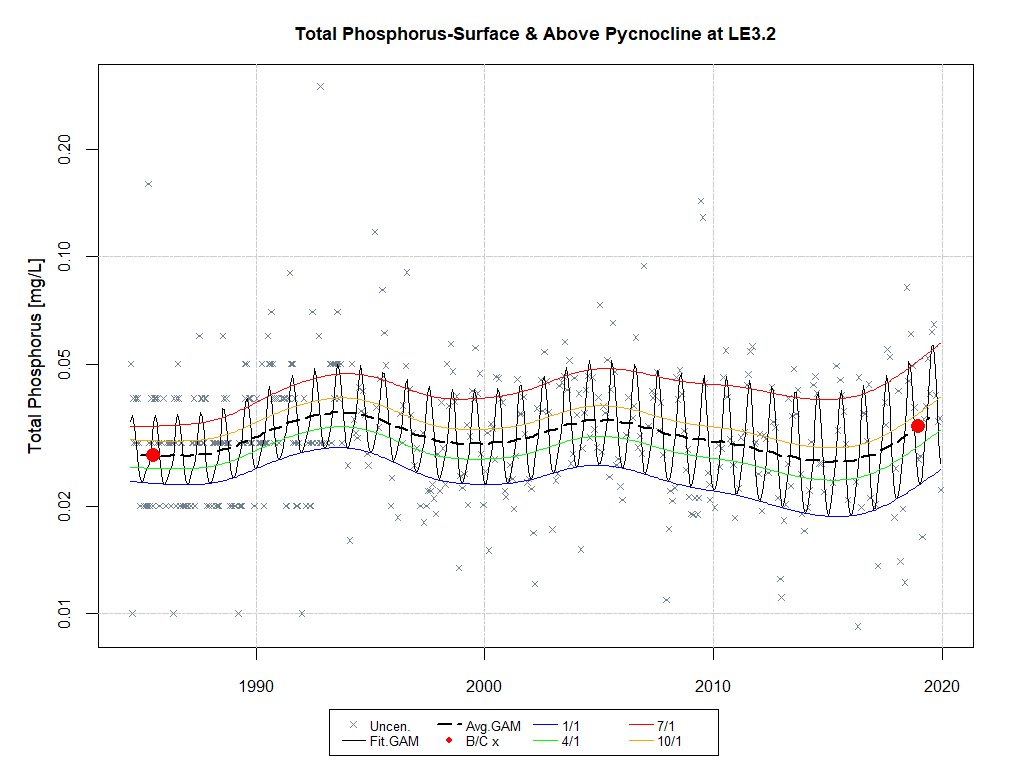 Total Phosphorus-Surface & Above Pycnocline at LE3.2
Total Phosphorus [mg/L]
0.20
0.10
0.05
0.02
0.01
1990 2000 2010 2020
Uncen. Avg.GAM 1/1 7/1
Fit.GAM B/C x 4/1 10/1